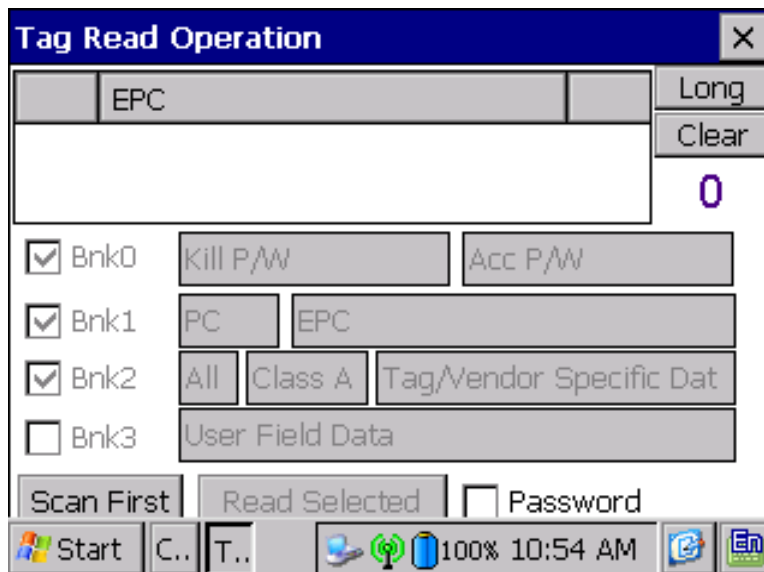 Tag Read Operation
EPC
Long
Clear
0
Bnk0 Kill P/W Acc P/W
Bnk1 PC EPC
Bnk2 All Class A Tag/Vendor Specific Dat
Bnk3 User Field Data
Scan First Read Selected Password
Start C.. T.. 100% 10:54 AM En